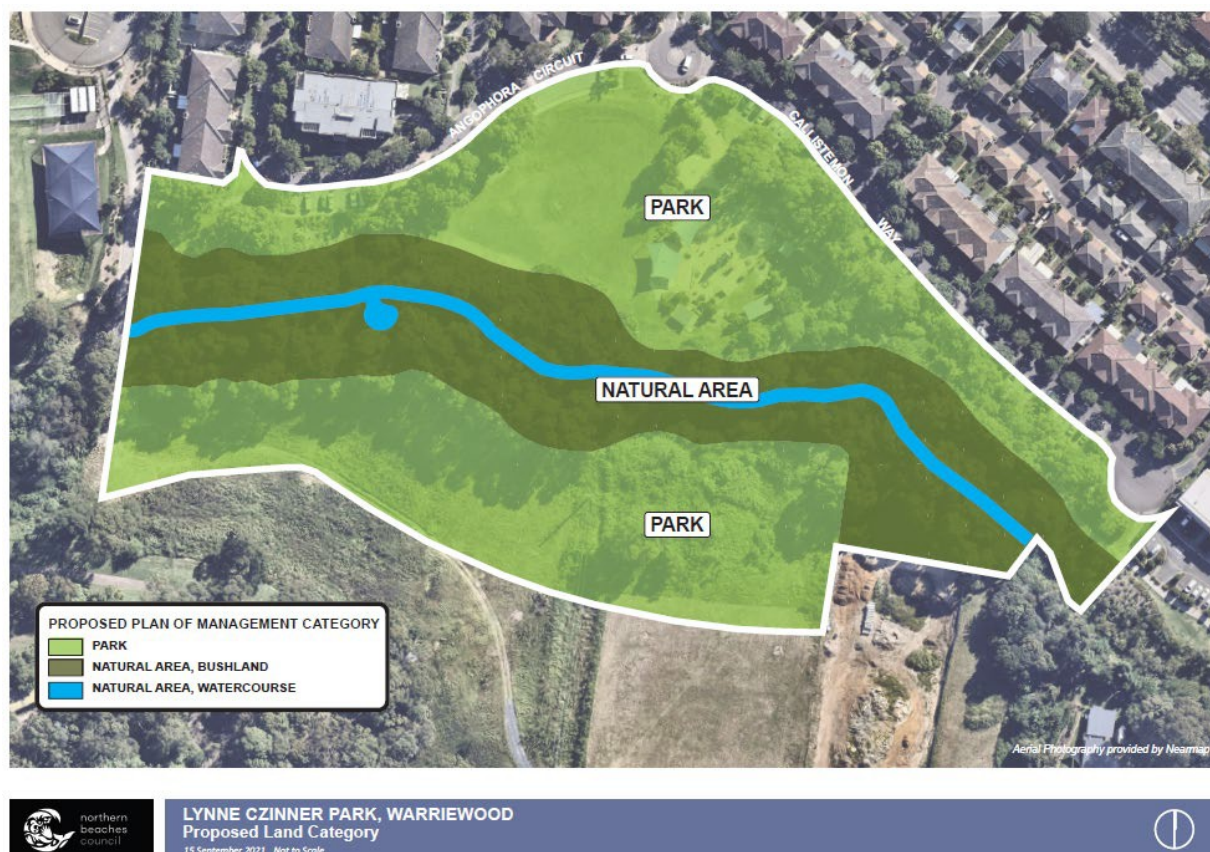 ANGOPHORA CIRCUIT
CALLISTEMON WAY
PARK
NATURAL AREA
PARK
PROPOSED PLAN OF MANAGEMENT CATEGORY
PARK
NATURAL AREA, BUSHLAND
NATURAL AREA, WATERCOURSE
Aerial Photography provided by Nearmap
northern
beaches
council
LYNNE CZINNER PARK, WARRIEWOOD
Proposed Land Category
15 September 2021 Not to Scale